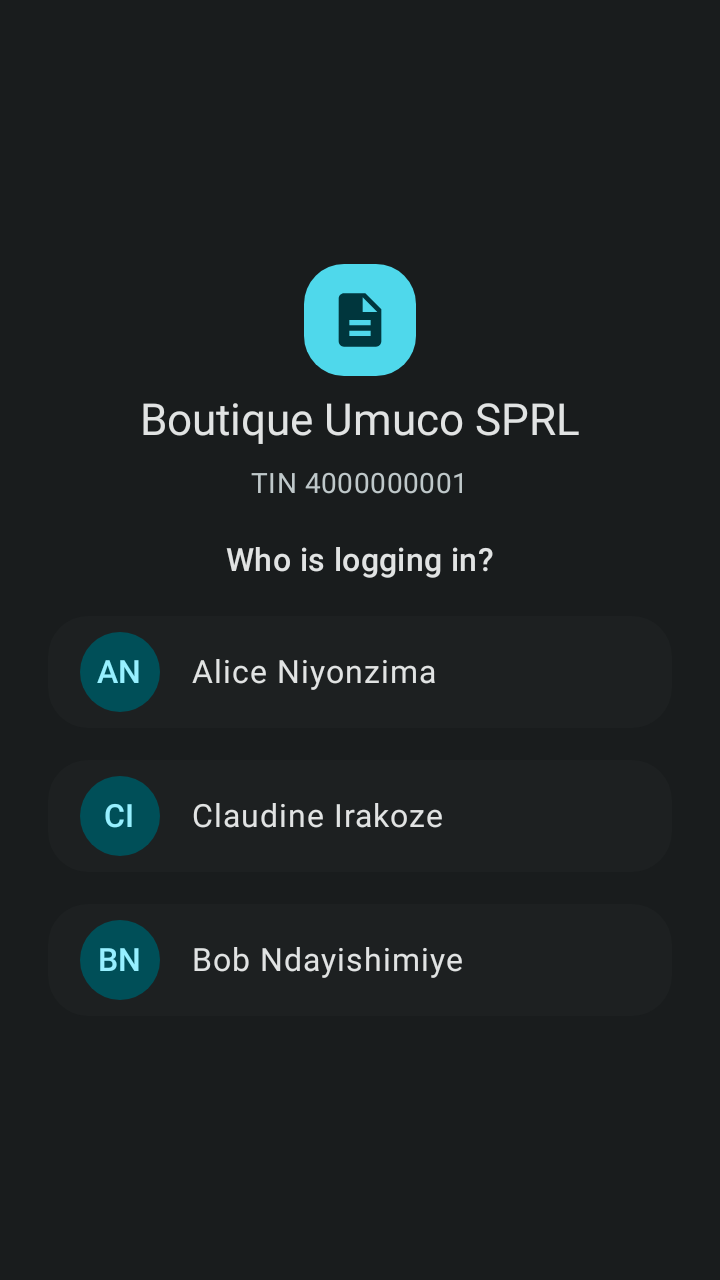 Boutique Umuco SPRL
TIN 4000000001
Who is logging in?
AN Alice Niyonzima
CI Claudine Irakoze
BN Bob Ndayishimiye